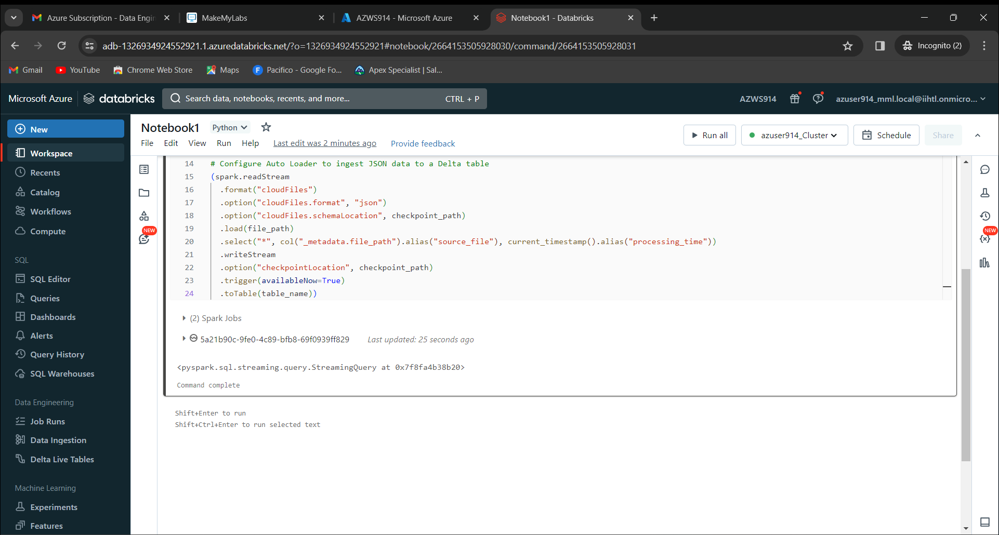 Azure Subscription - Data Engin
MakeMyLabs
AZWS914 - Microsoft Azure
Notebook1 - Databricks
adb-1326934924552921.1.azuredatabricks.net/?o=1326934924552921#notebook/2664153505928030/command/2664153505928031
Incognito (2)
Gmail
YouTube
Chrome Web Store
Maps
Pacifico - Google Fo...
Apex Specialist | Sal...
Microsoft Azure
databricks
Search data, notebooks, recents, and more...
CTRL + P
AZWS914
azuser914_mml.local@iihtl.onmicro...
New
Workspace
Recents
Catalog
Workflows
Compute
SQL
SQL Editor
Queries
Dashboards
Alerts
Query History
SQL Warehouses
Data Engineering
Job Runs
Data Ingestion
Delta Live Tables
Machine Learning
Experiments
Features
Notebook1
Python
File
Edit
View
Run
Help
Last edit was 2 minutes ago
Provide feedback
Run all
azuser914_Cluster
Schedule
Share
NEW
14 # Configure Auto Loader to ingest JSON data to a Delta table
15 (spark.readStream
16 .format("cloudFiles")
17 .option("cloudFiles.format", "json")
18 .option("cloudFiles.schemaLocation", checkpoint_path)
19 .load(file_path)
20 .select("*", col("_metadata.file_path").alias("source_file"), current_timestamp().alias("processing_time"))
21 .writeStream
22 .option("checkpointLocation", checkpoint_path)
23 .trigger(availableNow=True)
24 .toTable(table_name))
(2) Spark Jobs
5a21b90c-9fe0-4c89-bfb8-69f0939ff829 Last updated: 25 seconds ago
<pyspark.sql.streaming.query.StreamingQuery at 0x7f8fa4b38b20>
Command complete
Shift+Enter to run
Shift+Ctrl+Enter to run selected text
NEW